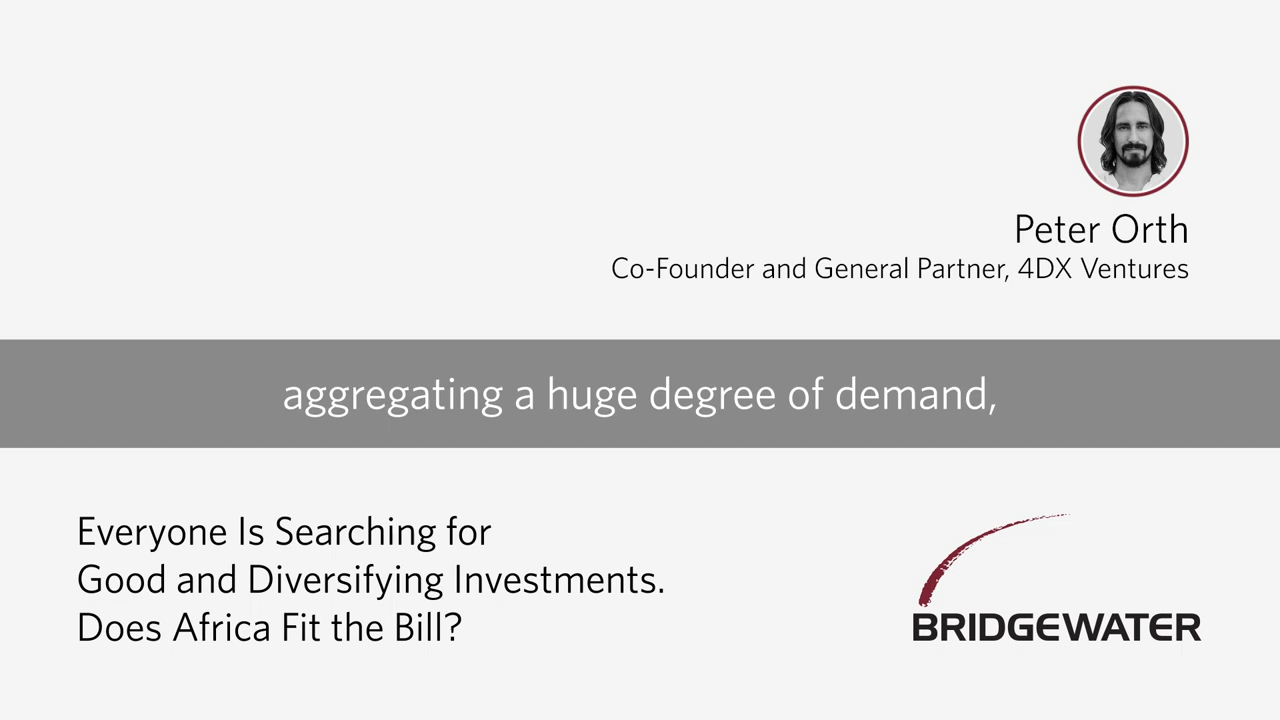 Peter Orth
Co-Founder and General Partner, 4DX Ventures
aggregating a huge degree of demand,
Everyone Is Searching for
Good and Diversifying Investments.
Does Africa Fit the Bill?
BRIDGEWATER